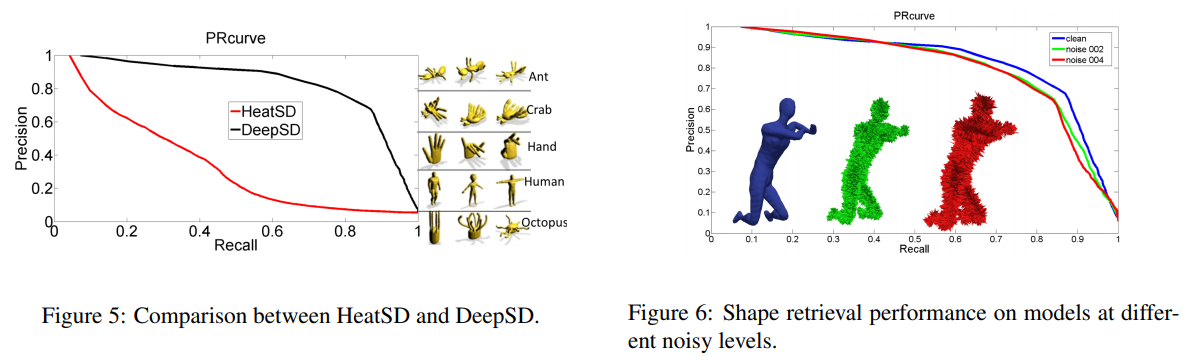 PRcurve
Precision
1
0.8
0.6
0.4
0.2
0
HeatSD
DeepSD
0 0.2 0.4 0.6 0.8 1
Recall
Ant
Crab
Hand
Human
Octopus
Figure 5: Comparison between HeatSD and DeepSD.
PRcurve
Precision
1
0.9
0.8
0.7
0.6
0.5
0.4
0.3
0.2
0.1
0
clean
noise 002
noise 004
0 0.1 0.2 0.3 0.4 0.5 0.6 0.7 0.8 0.9 1
Recall
Figure 6: Shape retrieval performance on models at differ-
ent noisy levels.